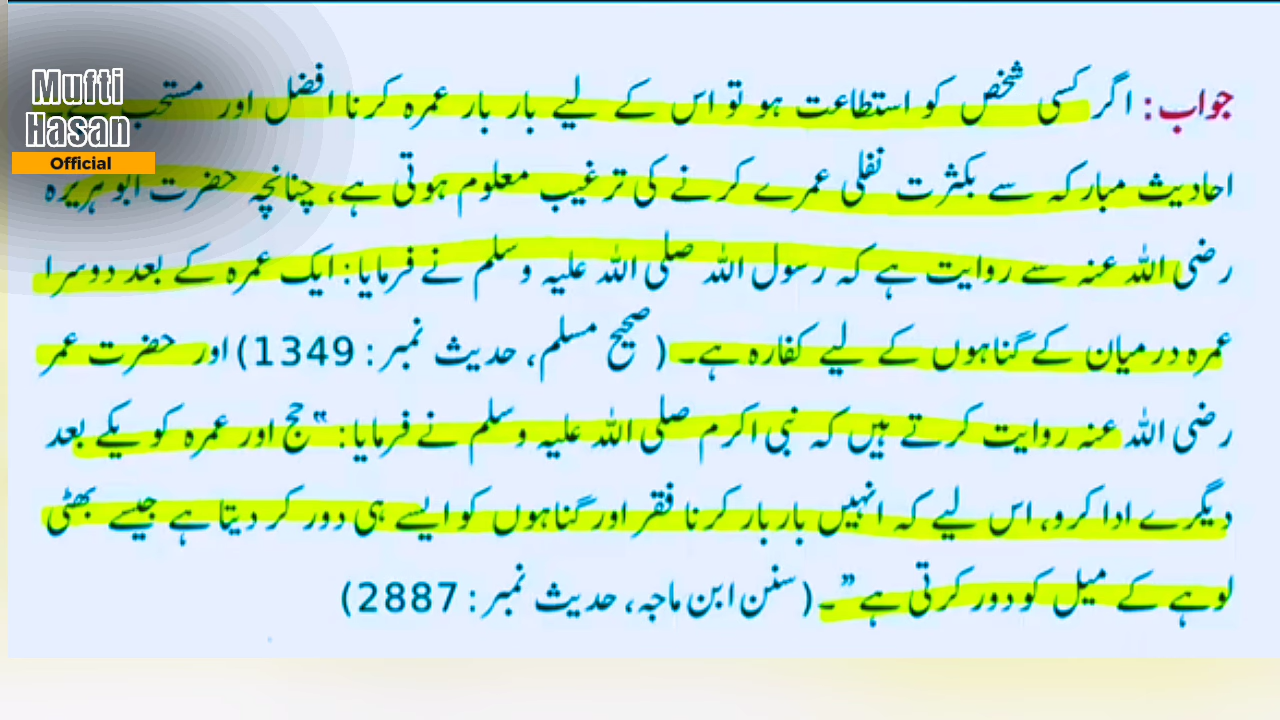 Mufti
Hasan
Official
جواب: اگر کسی شخص کو استطاعت ہو تو اس کے لیے بار بار عمرہ کرنا افضل اور مستحب
احادیث مبارکہ سے بکثرت نفلی عمرے کرنے کی ترغیب معلوم ہوتی ہے، چنانچہ حضرت ابو ہریرہ
رضی اللہ عنہ سے روایت ہے کہ رسول اللہ صلی اللہ علیہ وسلم نے فرمایا: ایک عمرہ کے بعد دوسرا
عمرہ درمیان کے گناہوں کے لیے کفارہ ہے۔ (صحیح مسلم، حدیث نمبر: 1349) اور حضرت عمر
رضی اللہ عنہ روایت کرتے ہیں کہ نبی اکرم صلی اللہ علیہ وسلم نے فرمایا: “حج اور عمرہ کو یکے بعد
دیگرے ادا کرو، اس لیے کہ انہیں بار بار کرنا فقر اور گناہوں کو ایسے ہی دور کر دیتا ہے جیسے بھٹی
لوہے کے میل کو دور کرتی ہے”۔ (سنن ابن ماجہ، حدیث نمبر: 2887)